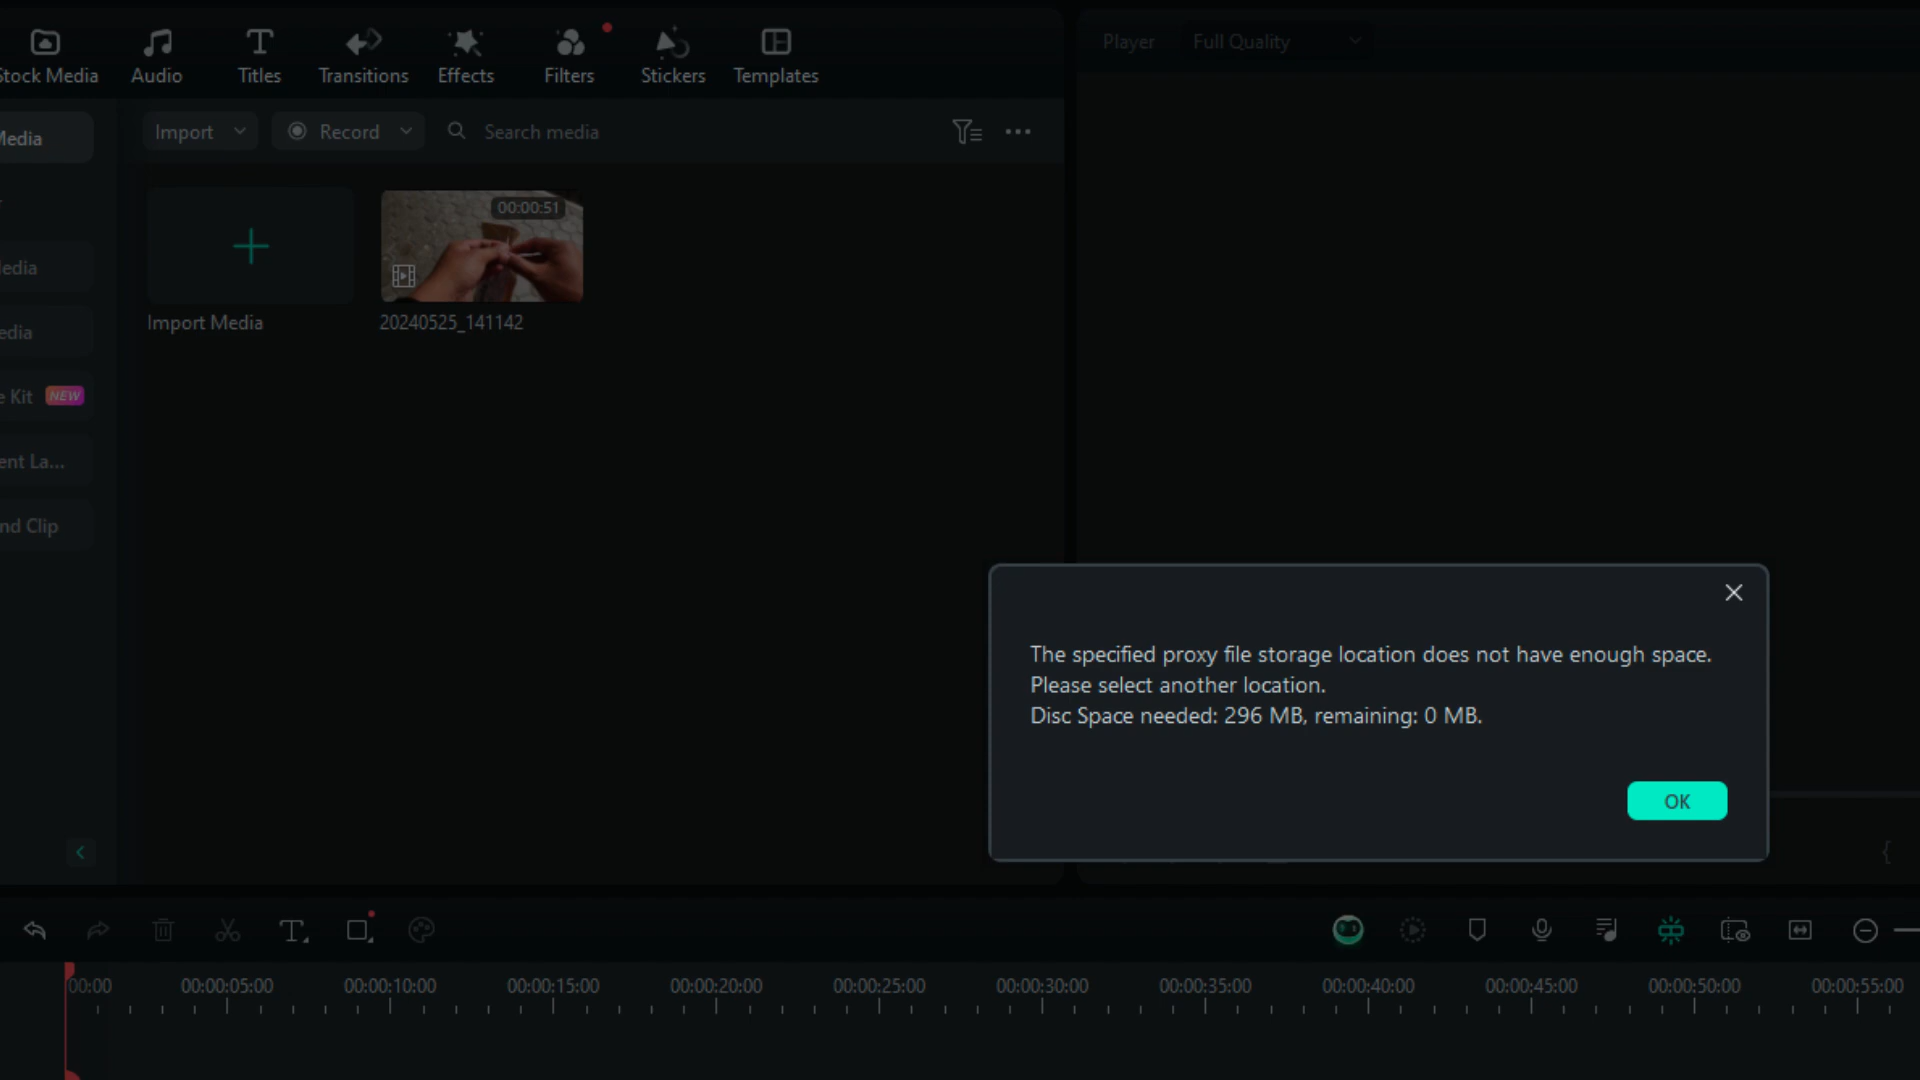 Stock Media
Audio
Titles
Transitions
Effects
Filters
Stickers
Templates
Player
Full Quality
Media
Import
Record
Search media
00:00:51
Import Media
20240525_141142
edia
edia
e Kit
NEW
ent La...
nd Clip
The specified proxy file storage location does not have enough space.
Please select another location.
Disc Space needed: 296 MB, remaining: 0 MB.
OK
00:00
00:00:05:00
00:00:10:00
00:00:15:00
00:00:20:00
00:00:25:00
00:00:30:00
00:00:35:00
00:00:40:00
00:00:45:00
00:00:50:00
00:00:55:00